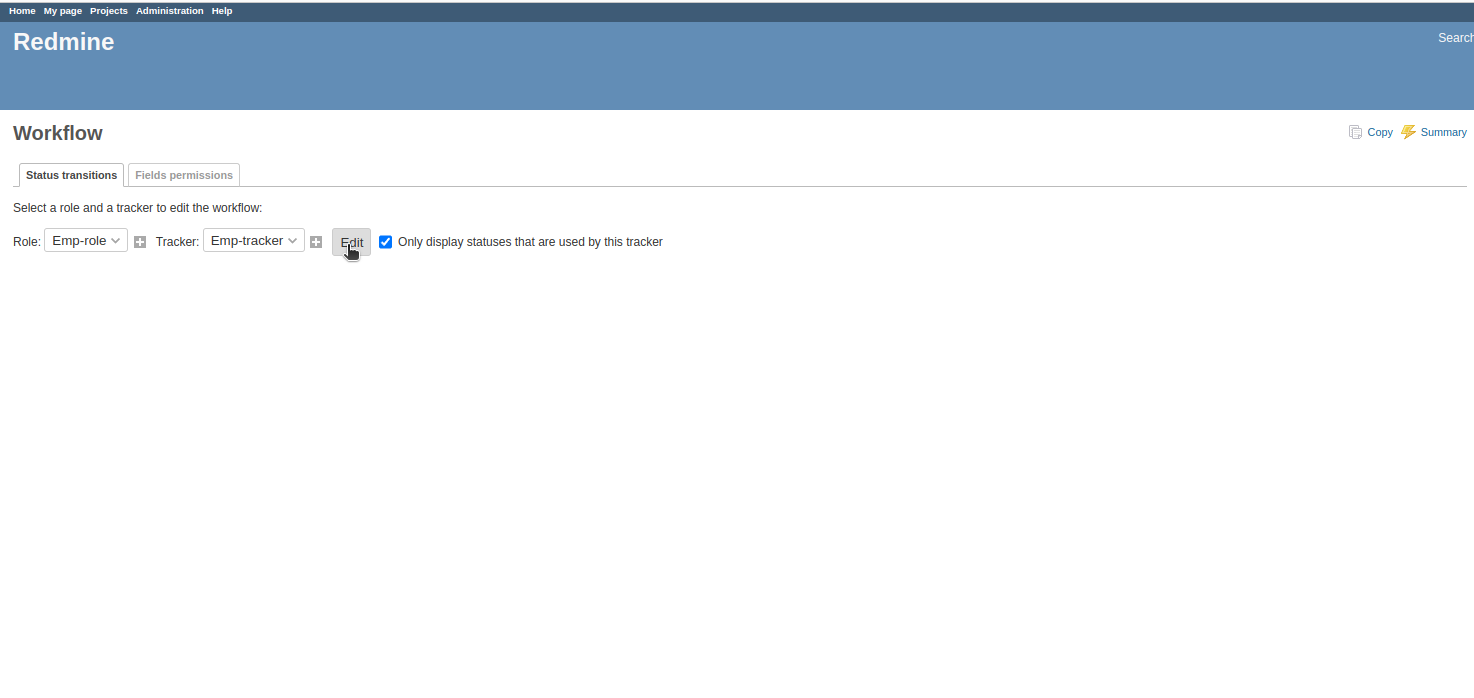 Home My page Projects Administration Help
Redmine
Search
Workflow
Copy Summary
Status transitions Fields permissions
Select a role and a tracker to edit the workflow:
Role: Emp-role Tracker: Emp-tracker Edit Only display statuses that are used by this tracker